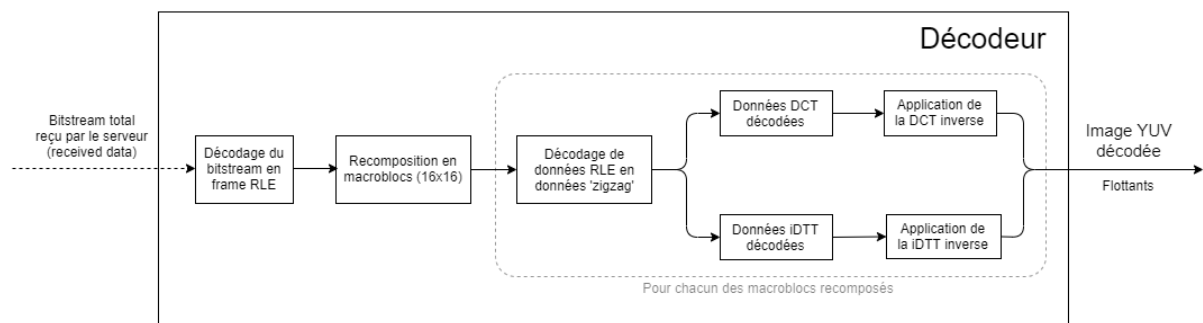 Décodeur
Bitstream total
reçu par le serveur
(received data)
Décodage du
bitstream en
frame RLE
Recomposition en
macroblocs (16x16)
Décodage de
données RLE en
données 'zigzag'
Données DCT
décodées
Application de
la DCT inverse
Données iDTT
décodées
Application de
la iDTT inverse
Pour chacun des macroblocs recomposés
Image YUV
décodée
Flottants